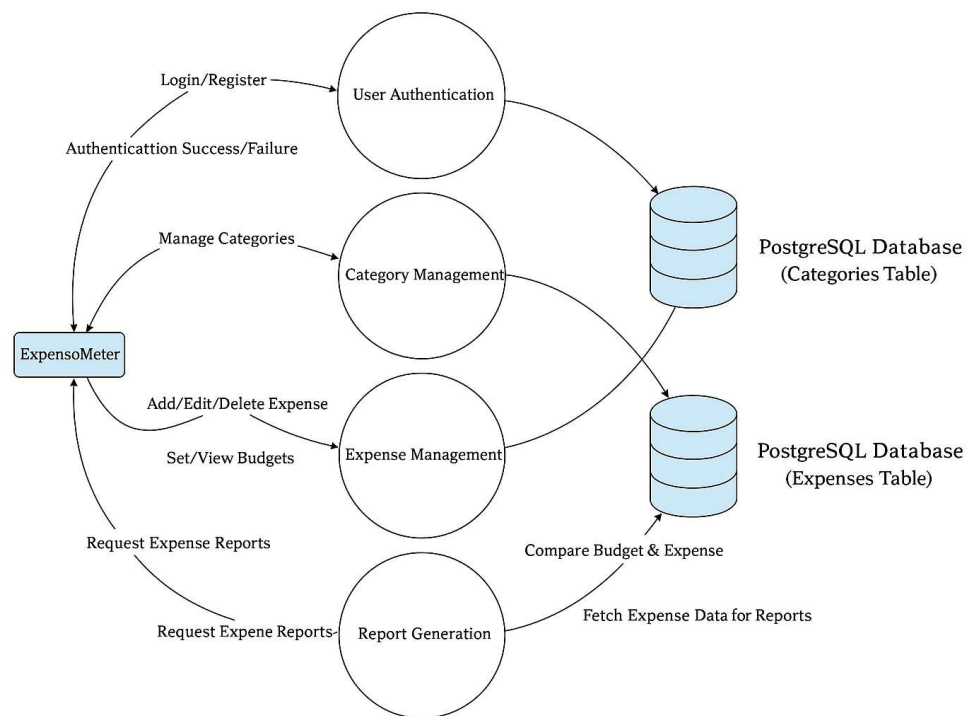 Login/Register
User Authentication
Authenticattion Success/Failure
Manage Categories
Category Management
PostgreSQL Database
(Categories Table)
ExpensoMeter
Add/Edit/Delete Expense
Set/View Budgets
Expense Management
PostgreSQL Database
(Expenses Table)
Request Expense Reports
Compare Budget & Expense
Fetch Expense Data for Reports
Request Expene Reports
Report Generation